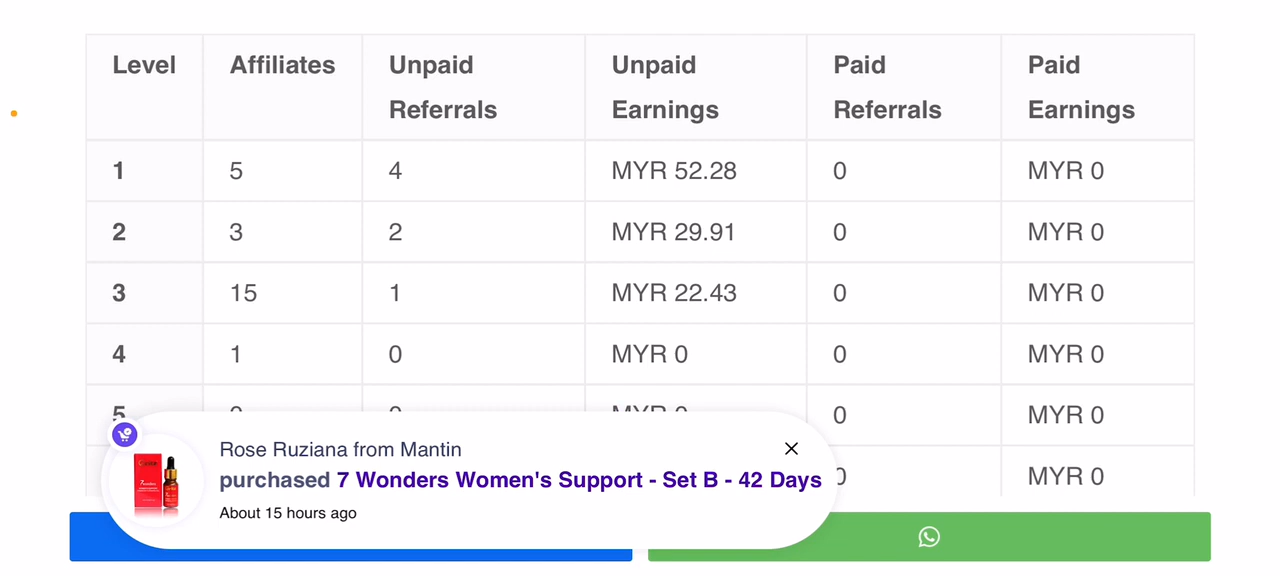 Level Affiliates Unpaid Referrals Unpaid Earnings Paid Referrals Paid Earnings
1 5 4 MYR 52.28 0 MYR 0
2 3 2 MYR 29.91 0 MYR 0
3 15 1 MYR 22.43 0 MYR 0
4 1 0 MYR 0 0 MYR 0
5 0 MYR 0
0 MYR 0
Rose Ruziana from Mantin
purchased 7 Wonders Women's Support - Set B - 42 Days
About 15 hours ago